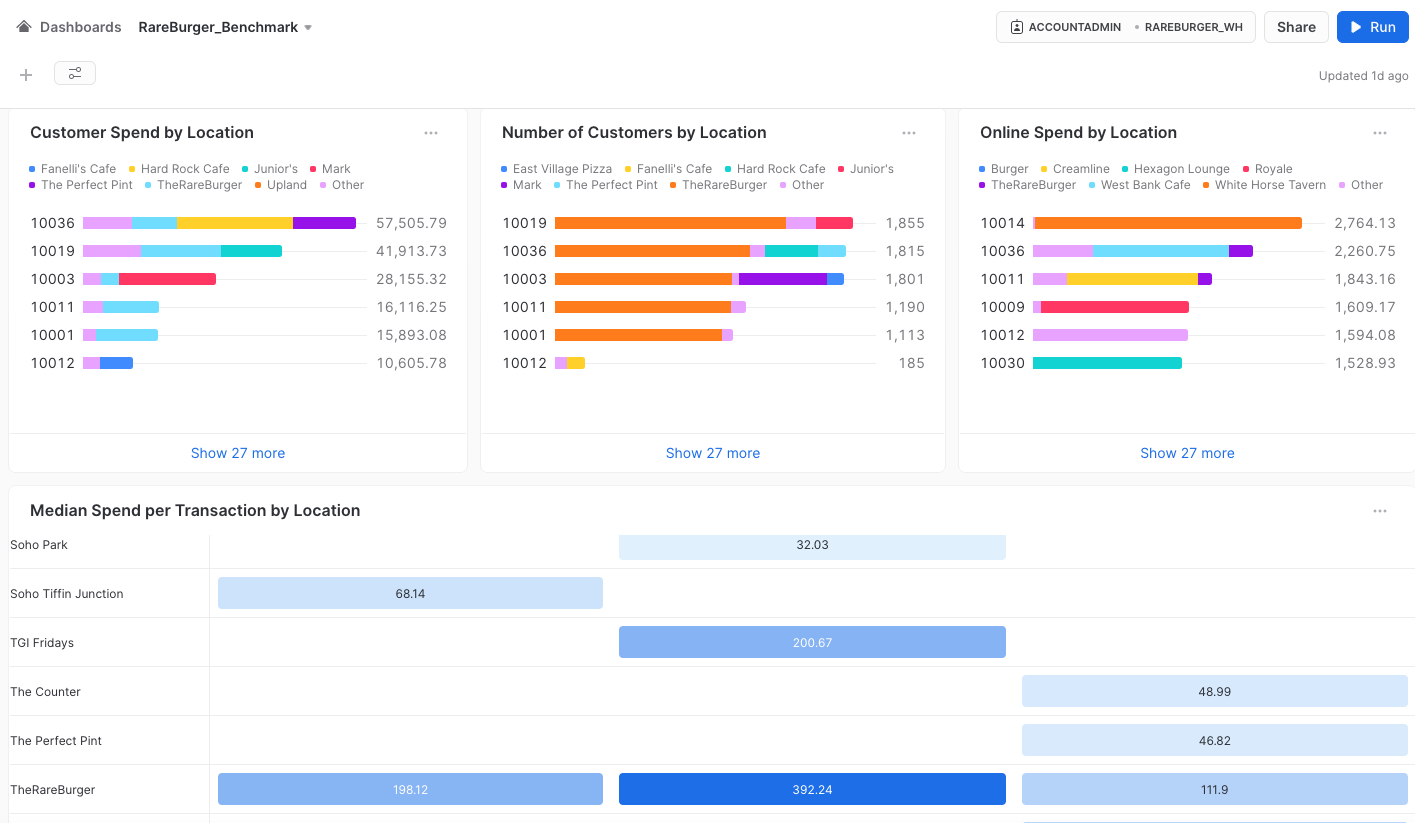 Dashboards RareBurger_Benchmark
ACCOUNTADMIN • RAREBURGER_WH Share Run
Updated 1d ago
Customer Spend by Location
Fanelli's Cafe Hard Rock Cafe Junior's Mark
The Perfect Pint TheRareBurger Upland Other
10036 57,505.79
10019 41,913.73
10003 28,155.32
10011 16,116.25
10001 15,893.08
10012 10,605.78
Show 27 more
Number of Customers by Location
East Village Pizza Fanelli's Cafe Hard Rock Cafe Junior's
Mark The Perfect Pint TheRareBurger Other
10019 1,855
10036 1,815
10003 1,801
10011 1,190
10001 1,113
10012 185
Show 27 more
Online Spend by Location
Burger Creamline Hexagon Lounge Royale
TheRareBurger West Bank Cafe White Horse Tavern Other
10014 2,764.13
10036 2,260.75
10011 1,843.16
10009 1,609.17
10012 1,594.08
10030 1,528.93
Show 27 more
Median Spend per Transaction by Location
Soho Park 32.03
Soho Tiffin Junction 68.14
TGI Fridays 200.67
The Counter 48.99
The Perfect Pint 46.82
TheRareBurger 198.12 392.24 111.9